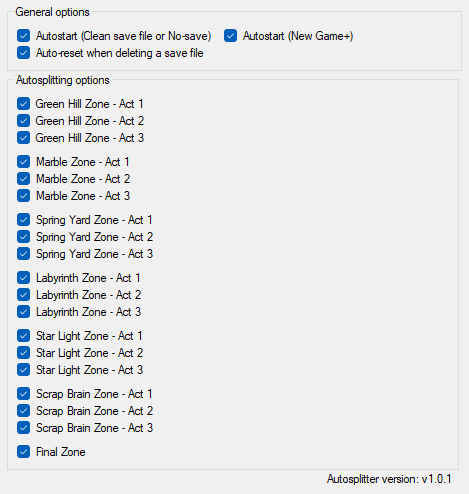 General options
Autostart (Clean save file or No-save) Autostart (New Game+)
Auto-reset when deleting a save file
Autosplitting options
Green Hill Zone - Act 1
Green Hill Zone - Act 2
Green Hill Zone - Act 3
Marble Zone - Act 1
Marble Zone - Act 2
Marble Zone - Act 3
Spring Yard Zone - Act 1
Spring Yard Zone - Act 2
Spring Yard Zone - Act 3
Labyrinth Zone - Act 1
Labyrinth Zone - Act 2
Labyrinth Zone - Act 3
Star Light Zone - Act 1
Star Light Zone - Act 2
Star Light Zone - Act 3
Scrap Brain Zone - Act 1
Scrap Brain Zone - Act 2
Scrap Brain Zone - Act 3
Final Zone
Autosplitter version: v1.0.1